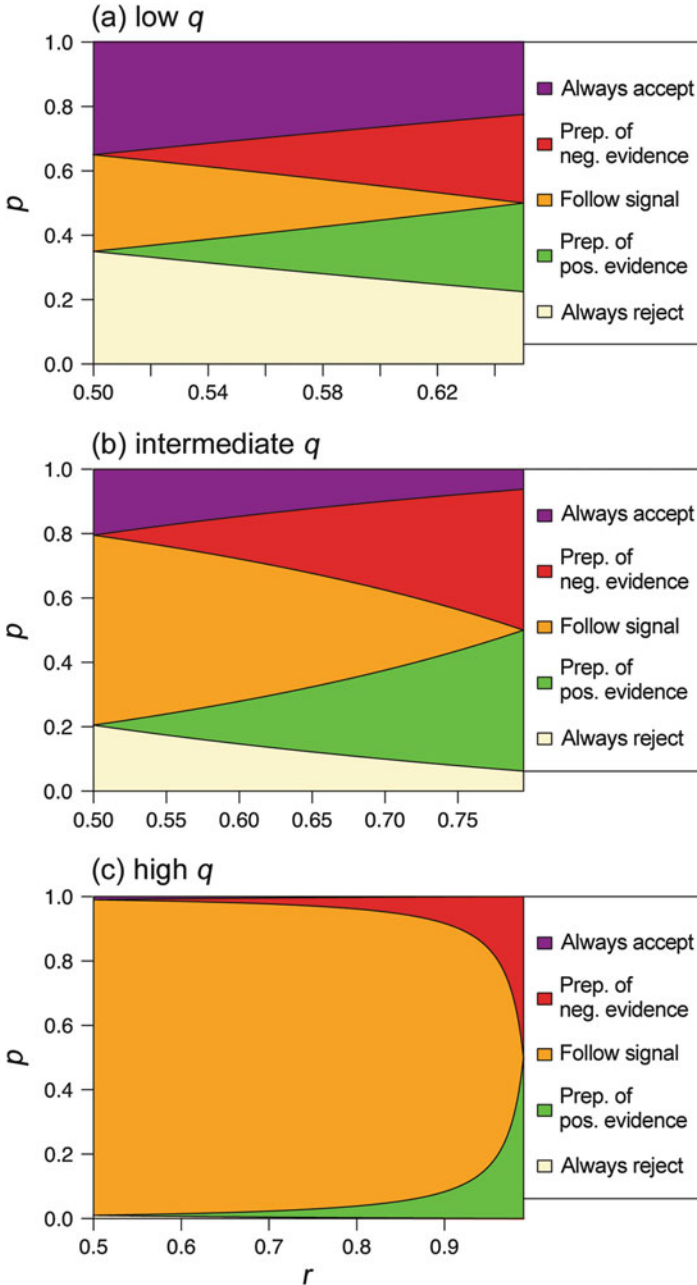 (a) low q
1.0
0.8
0.6
0.4
0.2
0.0
p
0.50
0.54
0.58
0.62
Always accept
Prep. of
neg. evidence
Follow signal
Prep. of
pos. evidence
Always reject
(b) intermediate q
1.0
0.8
0.6
0.4
0.2
0.0
p
0.50
0.55
0.60
0.65
0.70
0.75
Always accept
Prep. of
neg. evidence
Follow signal
Prep. of
pos. evidence
Always reject
(c) high q
1.0
0.8
0.6
0.4
0.2
0.0
p
0.5
0.6
0.7
0.8
0.9
r
Always accept
Prep. of
neg. evidence
Follow signal
Prep. of
pos. evidence
Always reject